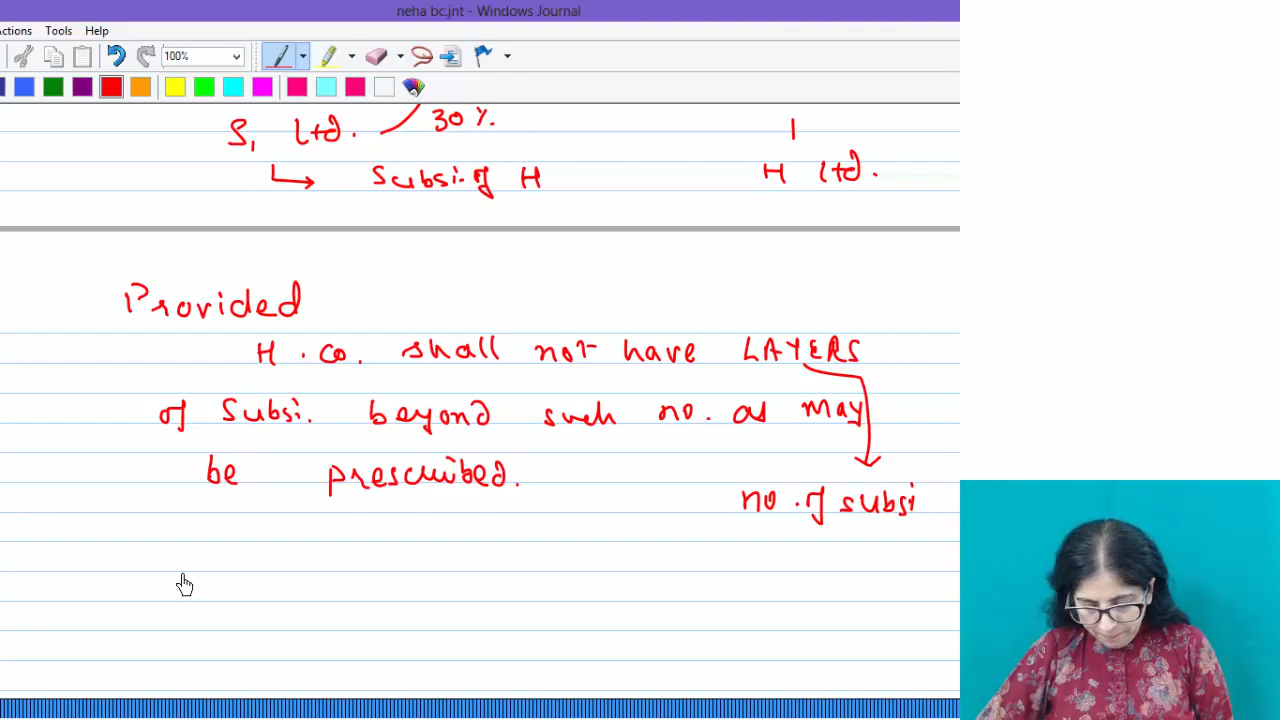 neha bc.jnt - Windows Journal
Actions Tools Help
100%
S1 Ltd. 30 %.
Subsi. of H
H Ltd.
Provided
H. Co. shall not have LAYERS
of Subsi. beyond such no. as may
be prescribed.
no. of subsi